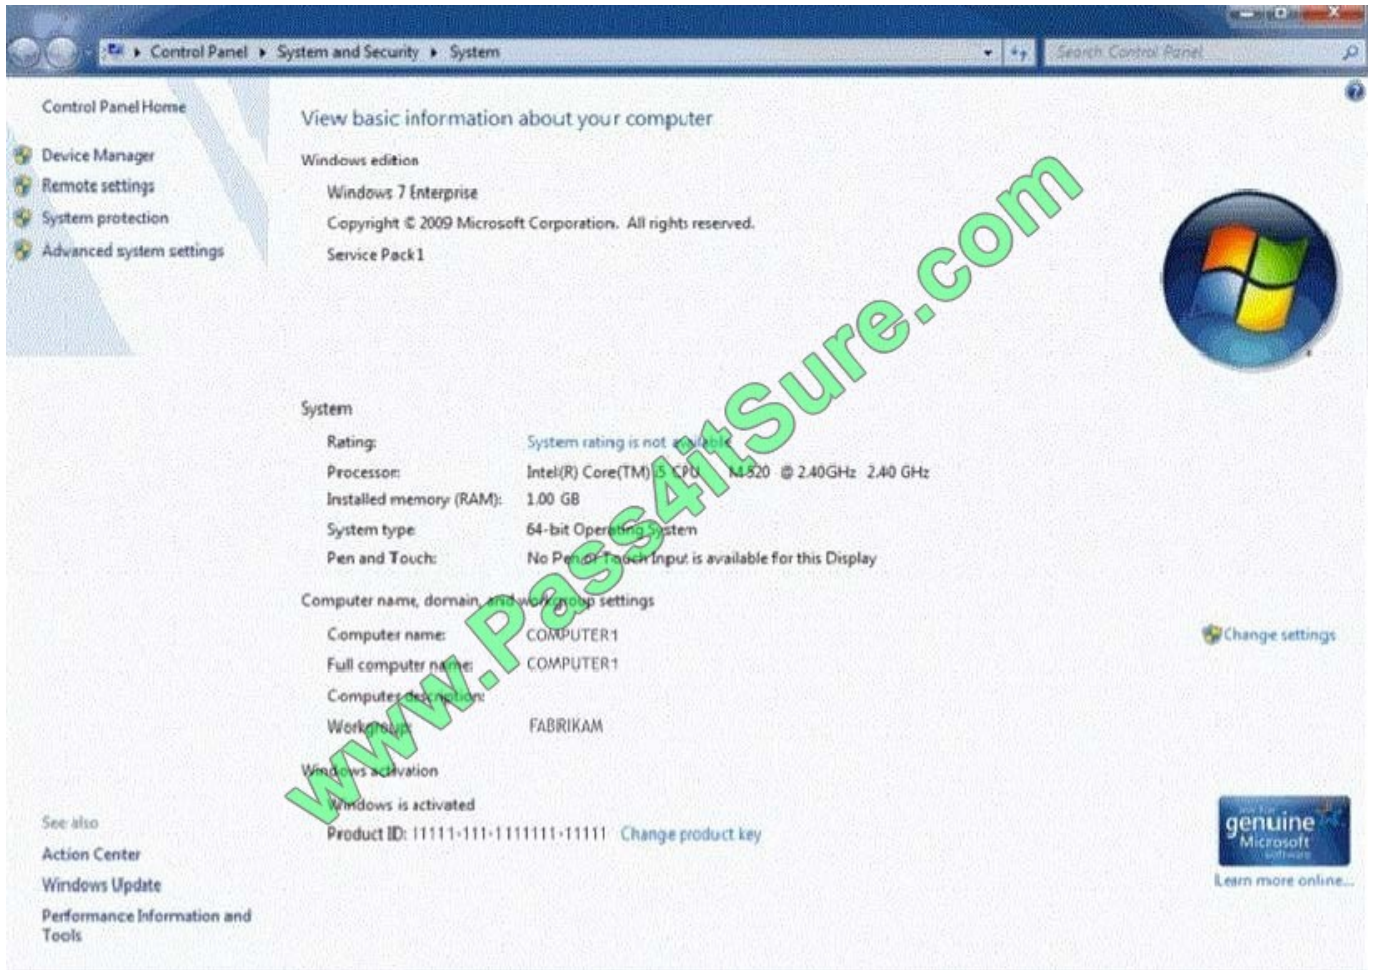 Control Panel ▸ System and Security ▸ System
Search Control Panel
Control Panel Home
Device Manager
Remote settings
System protection
Advanced system settings
View basic information about your computer
Windows edition
Windows 7 Enterprise
Copyright © 2009 Microsoft Corporation. All rights reserved.
Service Pack 1
System
Rating: System rating is not available
Processor: Intel(R) Core(TM) i5 CPU M 520 @ 2.40GHz 2.40 GHz
Installed memory (RAM): 1.00 GB
System type 64-bit Operating System
Pen and Touch: No Pen or Touch Input is available for this Display
Computer name, domain, and workgroup settings
Computer name: COMPUTER1
Change settings
Full computer name: COMPUTER1
Computer description:
Workgroup: FABRIKAM
Windows activation
Windows is activated
Product ID: 11111-111-1111111-11111 Change product key
See also
Action Center
Windows Update
Performance Information and
Tools
genuine
Microsoft
software
Learn more online...
www.Pass4itSure.com